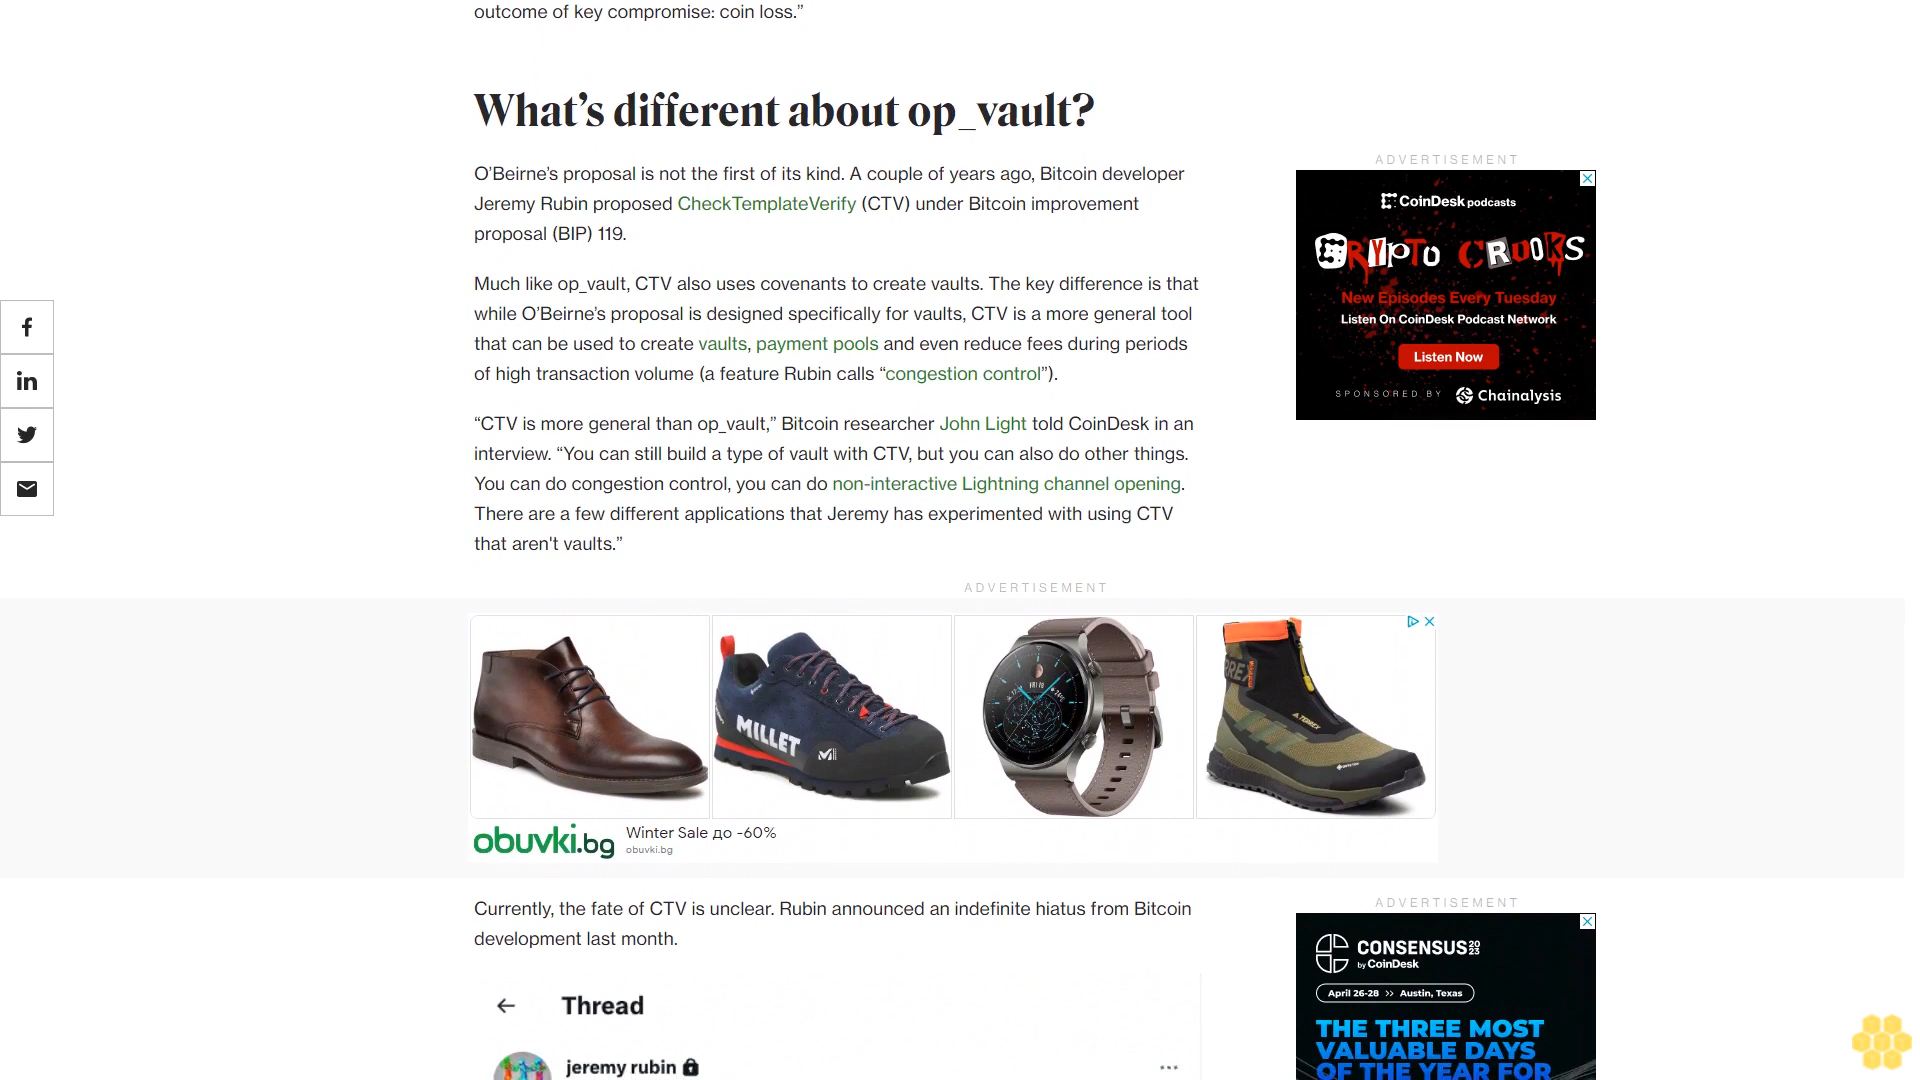 outcome of key compromise: coin loss.”
What’s different about op_vault?
O’Beirne’s proposal is not the first of its kind. A couple of years ago, Bitcoin developer
Jeremy Rubin proposed CheckTemplateVerify (CTV) under Bitcoin improvement
proposal (BIP) 119.
Much like op_vault, CTV also uses covenants to create vaults. The key difference is that
while O’Beirne’s proposal is designed specifically for vaults, CTV is a more general tool
that can be used to create vaults, payment pools and even reduce fees during periods
of high transaction volume (a feature Rubin calls “congestion control”).
“CTV is more general than op_vault,” Bitcoin researcher John Light told CoinDesk in an
interview. “You can still build a type of vault with CTV, but you can also do other things.
You can do congestion control, you can do non-interactive Lightning channel opening.
There are a few different applications that Jeremy has experimented with using CTV
that aren't vaults.”
ADVERTISEMENT
CoinDesk podcasts
CRYPTO CROOKS
New Episodes Every Tuesday
Listen On CoinDesk Podcast Network
Listen Now
SPONSORED BY Chainalysis
ADVERTISEMENT
MILLET
TERREX
obuvki.bg
Winter Sale до -60%
obuvki.bg
Currently, the fate of CTV is unclear. Rubin announced an indefinite hiatus from Bitcoin
development last month.
Thread
jeremy rubin
ADVERTISEMENT
CONSENSUS 2023
by CoinDesk
April 26-28 >> Austin, Texas
THE THREE MOST
VALUABLE DAYS
OF THE YEAR FOR